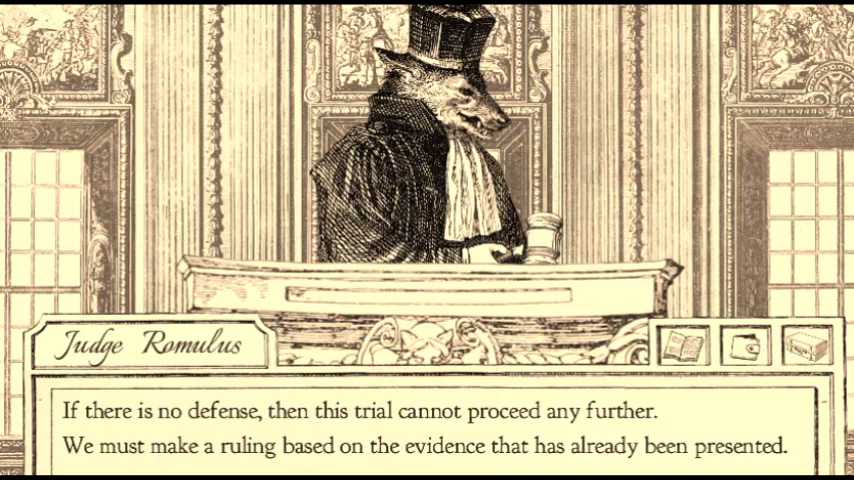 Judge Romulus
If there is no defense, then this trial cannot proceed any further.
We must make a ruling based on the evidence that has already been presented.